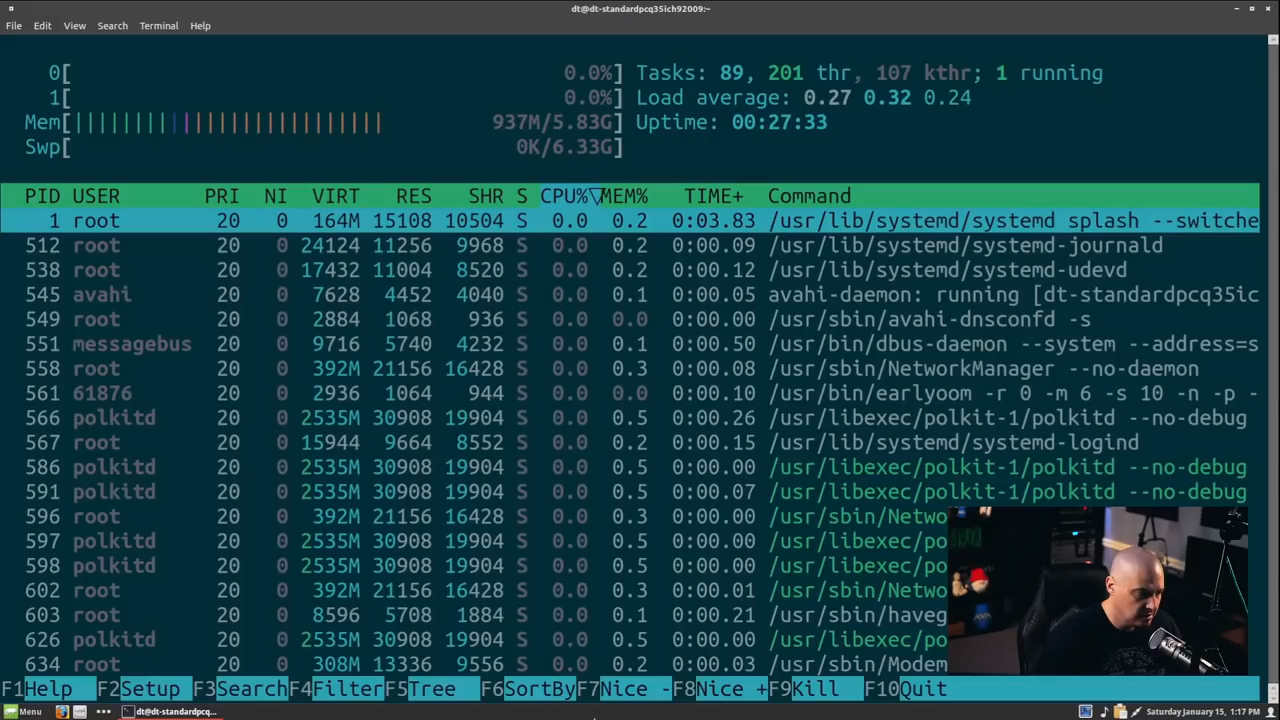 dt@dt-standardpcq35ich92009:~
File Edit View Search Terminal Help
0[ 0.0%] Tasks: 89, 201 thr, 107 kthr; 1 running
1[ 0.0%] Load average: 0.27 0.32 0.24
Mem[|||||||||||||||||||||||||| 937M/5.83G] Uptime: 00:27:33
Swp[ 0K/6.33G]
PID USER PRI NI VIRT RES SHR S CPU%▽MEM% TIME+ Command
1 root 20 0 164M 15108 10504 S 0.0 0.2 0:03.83 /usr/lib/systemd/systemd splash --switche
512 root 20 0 24124 11256 9968 S 0.0 0.2 0:00.09 /usr/lib/systemd/systemd-journald
538 root 20 0 17432 11004 8520 S 0.0 0.2 0:00.12 /usr/lib/systemd/systemd-udevd
545 avahi 20 0 7628 4452 4040 S 0.0 0.1 0:00.05 avahi-daemon: running [dt-standardpcq35ic
549 root 20 0 2884 1068 936 S 0.0 0.0 0:00.00 /usr/sbin/avahi-dnsconfd -s
551 messagebus 20 0 9716 5740 4232 S 0.0 0.1 0:00.50 /usr/bin/dbus-daemon --system --address=s
558 root 20 0 392M 21156 16428 S 0.0 0.3 0:00.08 /usr/sbin/NetworkManager --no-daemon
561 61876 20 0 2936 1064 944 S 0.0 0.0 0:00.10 /usr/bin/earlyoom -r 0 -m 6 -s 10 -n -p -
566 polkitd 20 0 2535M 30908 19904 S 0.0 0.5 0:00.26 /usr/libexec/polkit-1/polkitd --no-debug
567 root 20 0 15944 9664 8552 S 0.0 0.2 0:00.15 /usr/lib/systemd/systemd-logind
586 polkitd 20 0 2535M 30908 19904 S 0.0 0.5 0:00.00 /usr/libexec/polkit-1/polkitd --no-debug
591 polkitd 20 0 2535M 30908 19904 S 0.0 0.5 0:00.07 /usr/libexec/polkit-1/polkitd --no-debug
596 root 20 0 392M 21156 16428 S 0.0 0.3 0:00.00 /usr/sbin/Netwo
597 polkitd 20 0 2535M 30908 19904 S 0.0 0.5 0:00.00 /usr/libexec/po
598 polkitd 20 0 2535M 30908 19904 S 0.0 0.5 0:00.00 /usr/libexec/po
602 root 20 0 392M 21156 16428 S 0.0 0.3 0:00.01 /usr/sbin/Netwo
603 root 20 0 8596 5708 1884 S 0.0 0.1 0:00.21 /usr/sbin/haveg
626 polkitd 20 0 2535M 30908 19904 S 0.0 0.5 0:00.00 /usr/libexec/po
634 root 20 0 308M 13336 9556 S 0.0 0.2 0:00.03 /usr/sbin/Modem
F1Help F2Setup F3SearchF4FilterF5Tree F6SortByF7Nice -F8Nice +F9Kill F10Quit
Menu dt@dt-standardpcq... Saturday January 15, 1:17 PM